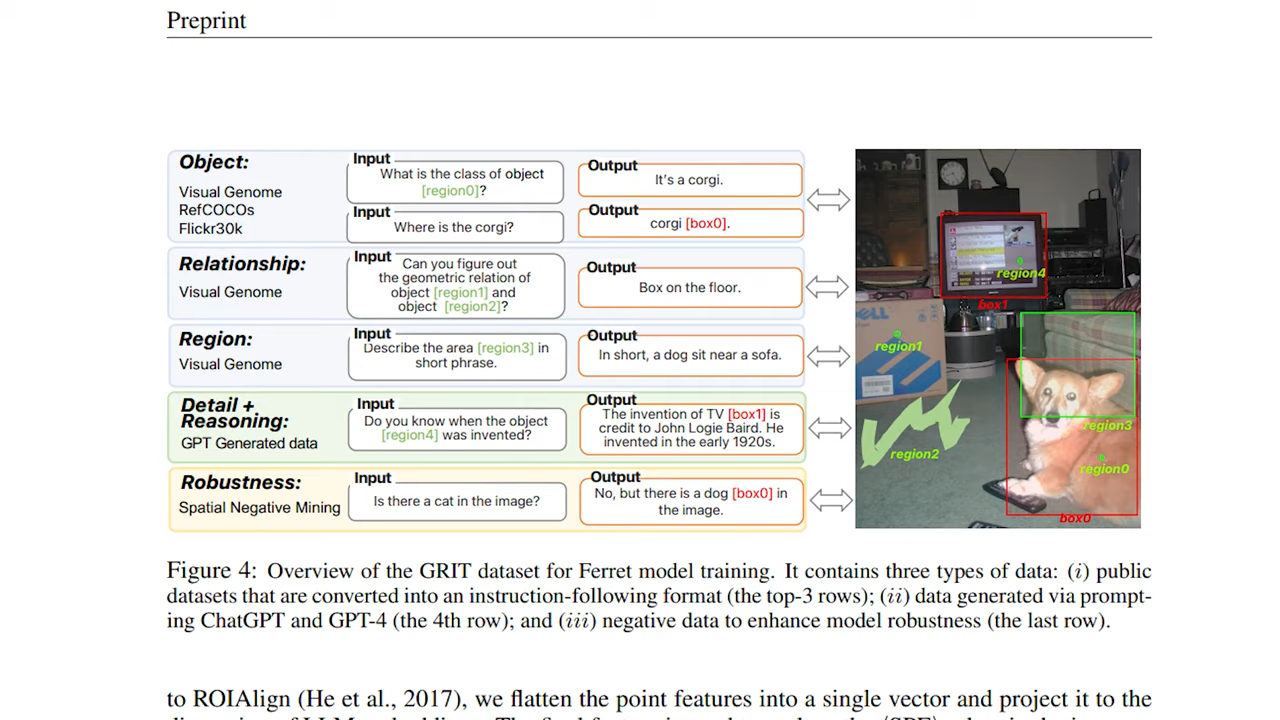 Preprint
Object:
Visual Genome
RefCOCOs
Flickr30k
Input
What is the class of object
[region0]?
Output
It's a corgi.
Input
Where is the corgi?
Output
corgi [box0].
Relationship:
Visual Genome
Input
Can you figure out
the geometric relation of
object [region1] and
object [region2]?
Output
Box on the floor.
Region:
Visual Genome
Input
Describe the area [region3] in
short phrase.
Output
In short, a dog sit near a sofa.
Detail +
Reasoning:
GPT Generated data
Input
Do you know when the object
[region4] was invented?
Output
The invention of TV [box1] is
credit to John Logie Baird. He
invented in the early 1920s.
Robustness:
Spatial Negative Mining
Input
Is there a cat in the image?
Output
No, but there is a dog [box0] in
the image.
region4
box1
DELL
region1
region3
region2
region0
box0
Figure 4: Overview of the GRIT dataset for Ferret model training. It contains three types of data: (i) public
datasets that are converted into an instruction-following format (the top-3 rows); (ii) data generated via prompt-
ing ChatGPT and GPT-4 (the 4th row); and (iii) negative data to enhance model robustness (the last row).
to ROIAlign (He et al., 2017), we flatten the point features into a single vector and project it to the